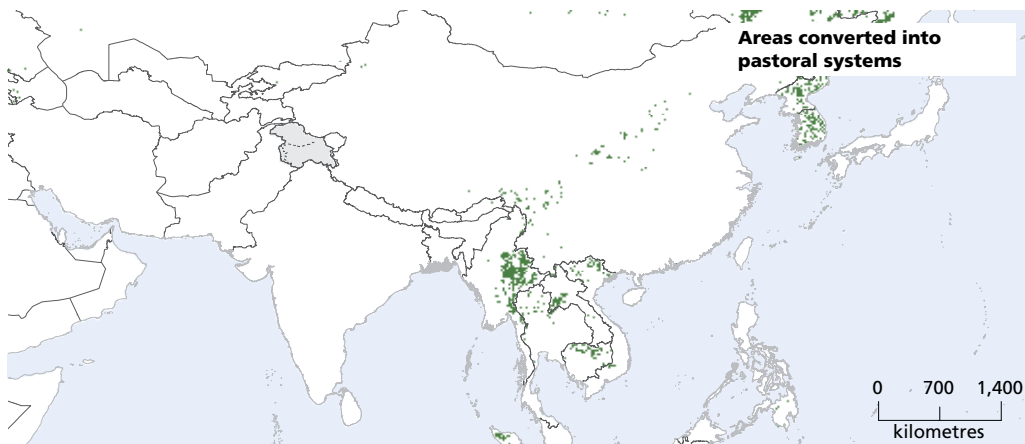 Areas converted into
pastoral systems
0 700 1,400
kilometres